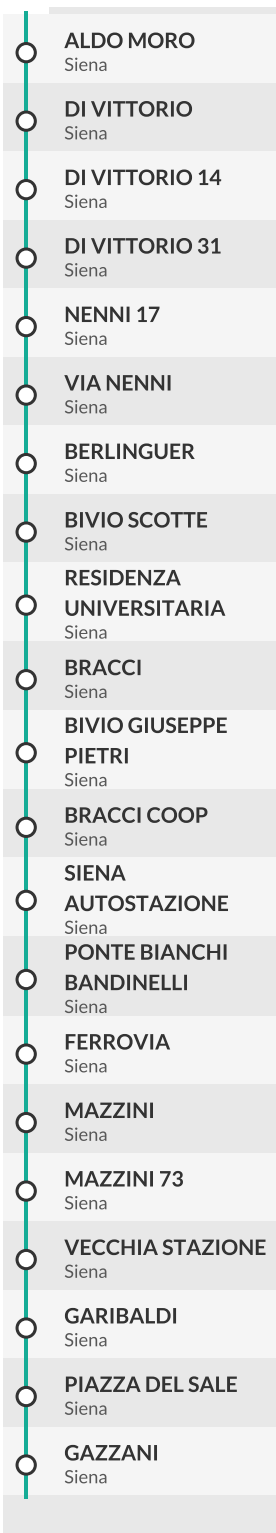 ALDO MORO
Siena
DI VITTORIO
Siena
DI VITTORIO 14
Siena
DI VITTORIO 31
Siena
NENNI 17
Siena
VIA NENNI
Siena
BERLINGUER
Siena
BIVIO SCOTTE
Siena
RESIDENZA
UNIVERSITARIA
Siena
BRACCI
Siena
BIVIO GIUSEPPE
PIETRI
Siena
BRACCI COOP
Siena
SIENA
AUTOSTAZIONE
Siena
PONTE BIANCHI
BANDINELLI
Siena
FERROVIA
Siena
MAZZINI
Siena
MAZZINI 73
Siena
VECCHIA STAZIONE
Siena
GARIBALDI
Siena
PIAZZA DEL SALE
Siena
GAZZANI
Siena